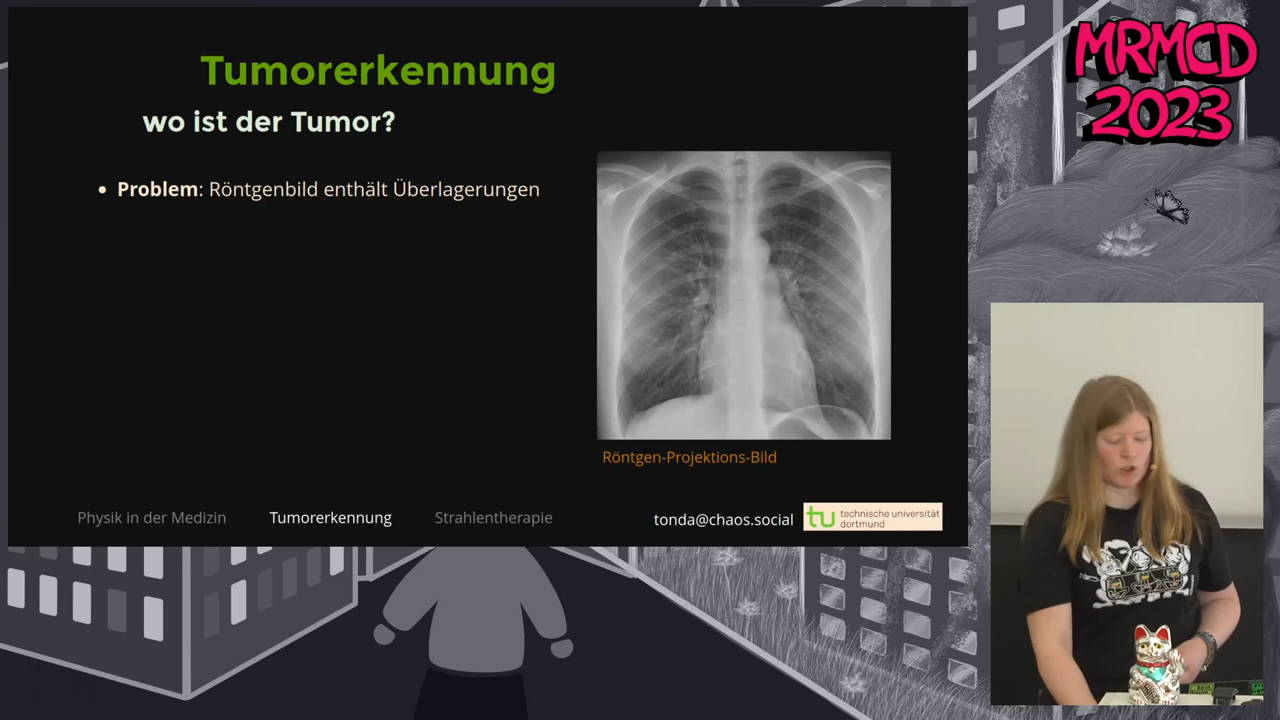 Tumorerkennung
wo ist der Tumor?
• Problem: Röntgenbild enthält Überlagerungen
Röntgen-Projektions-Bild
Physik in der Medizin
Tumorerkennung
Strahlentherapie
tonda@chaos.social
tu technische universität
dortmund
MRMCD
2023